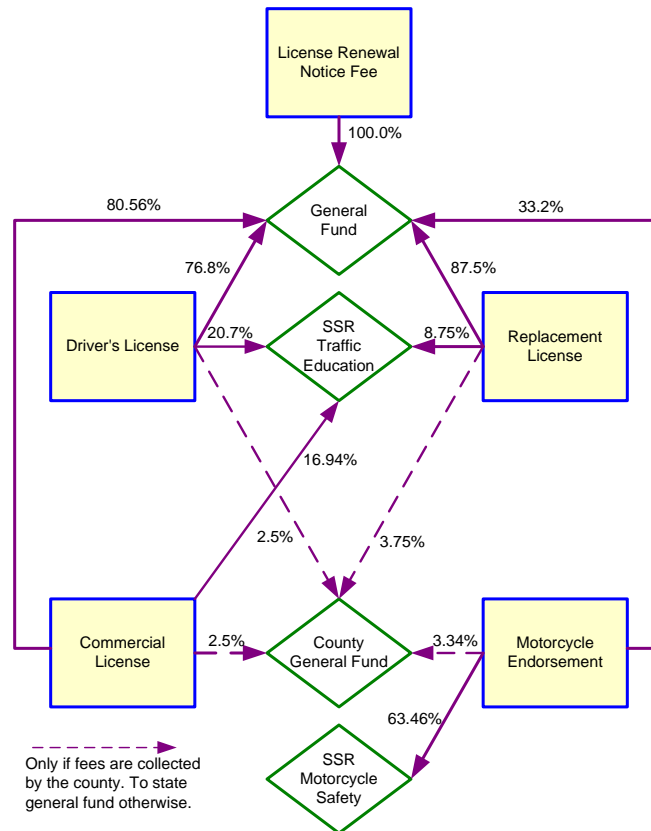 License Renewal
Notice Fee
100.0%
80.56%
General
Fund
33.2%
76.8%
87.5%
Driver's License
20.7%
SSR
Traffic
Education
8.75%
Replacement
License
16.94%
2.5%
3.75%
Commercial
License
2.5%
County
General Fund
3.34%
Motorcycle
Endorsement
63.46%
SSR
Motorcycle
Safety
Only if fees are collected
by the county. To state
general fund otherwise.